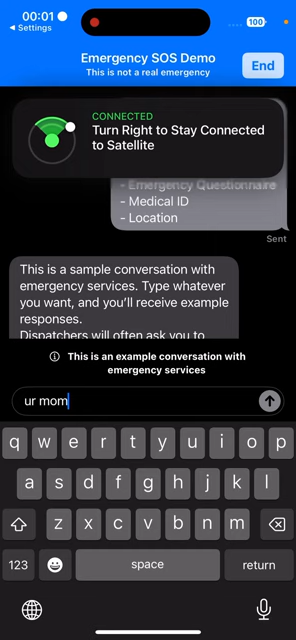 00:01
100
◀ Settings
Emergency SOS Demo
This is not a real emergency
End
CONNECTED
Turn Right to Stay Connected
to Satellite
- Emergency Questionnaire
- Medical ID
- Location
Sent
This is a sample conversation with
emergency services. Type whatever
you want, and you’ll receive example
responses.
Dispatchers will often ask you to
This is an example conversation with
emergency services
ur mom
q w e r t y u i o p
a s d f g h j k l
z x c v b n m
123 space return